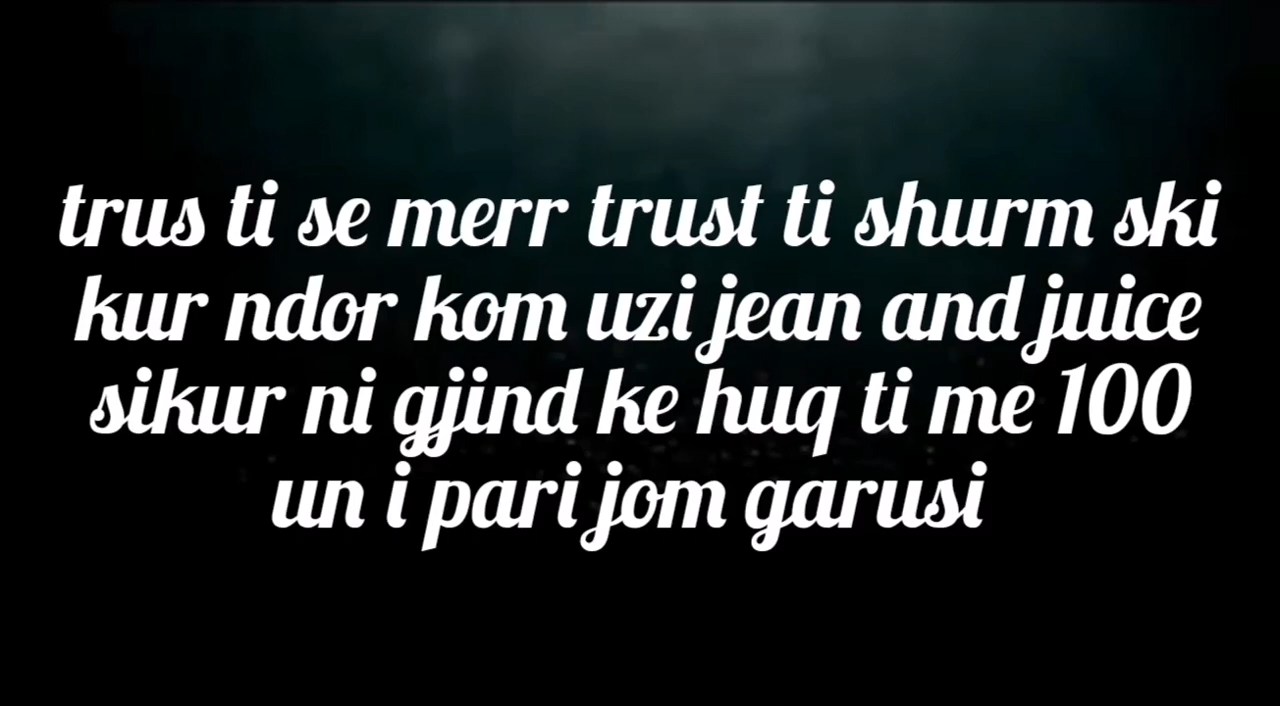 trus ti se merr trust ti shurm ski
kur ndor kom uzi jean and juice
sikur ni gjind ke huq ti me 100
un i pari jom garusi